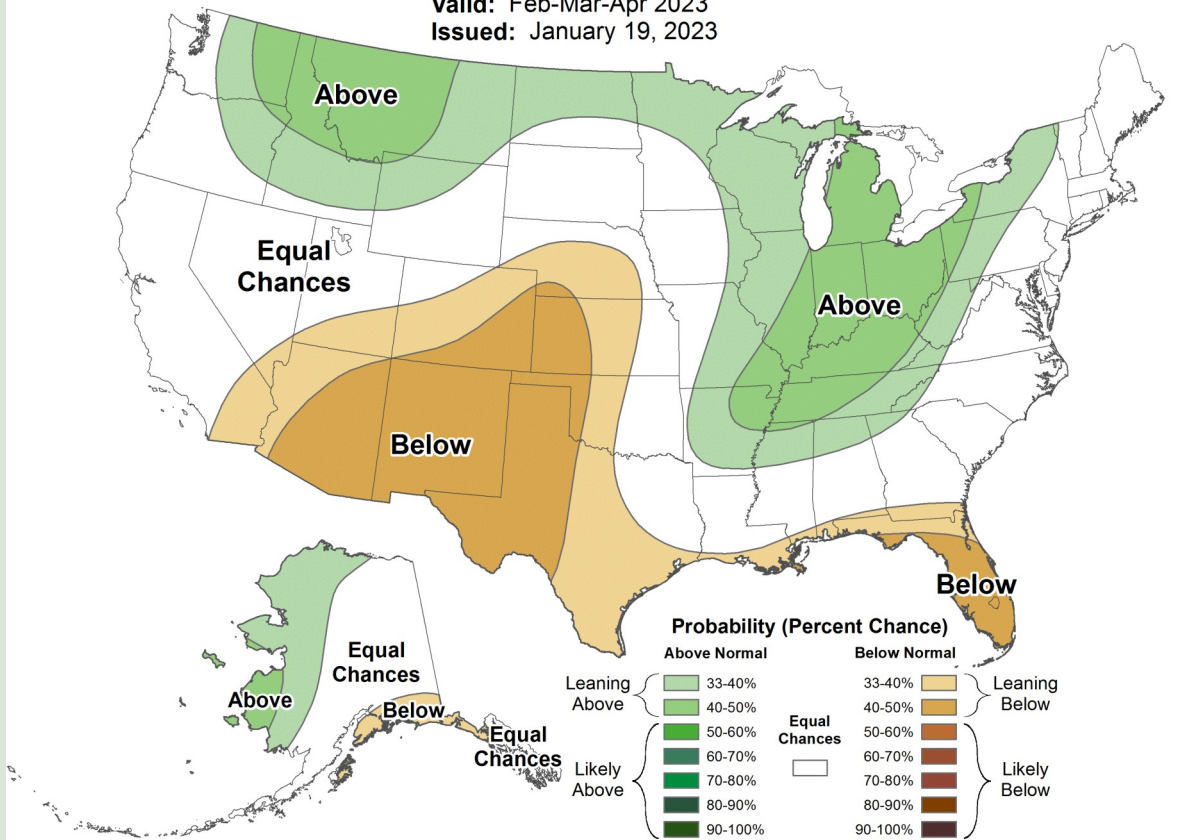 Valid: Feb-Mar-Apr 2023
Issued: January 19, 2023
Above
Equal
Chances
Above
Below
Below
Equal
Chances
Above
Below
Equal
Chances
Probability (Percent Chance)
Above Normal
Below Normal
Leaning
Above
33-40%
40-50%
Likely
Above
50-60%
60-70%
70-80%
80-90%
90-100%
Equal
Chances
33-40%
40-50%
Leaning
Below
50-60%
60-70%
70-80%
80-90%
90-100%
Likely
Below